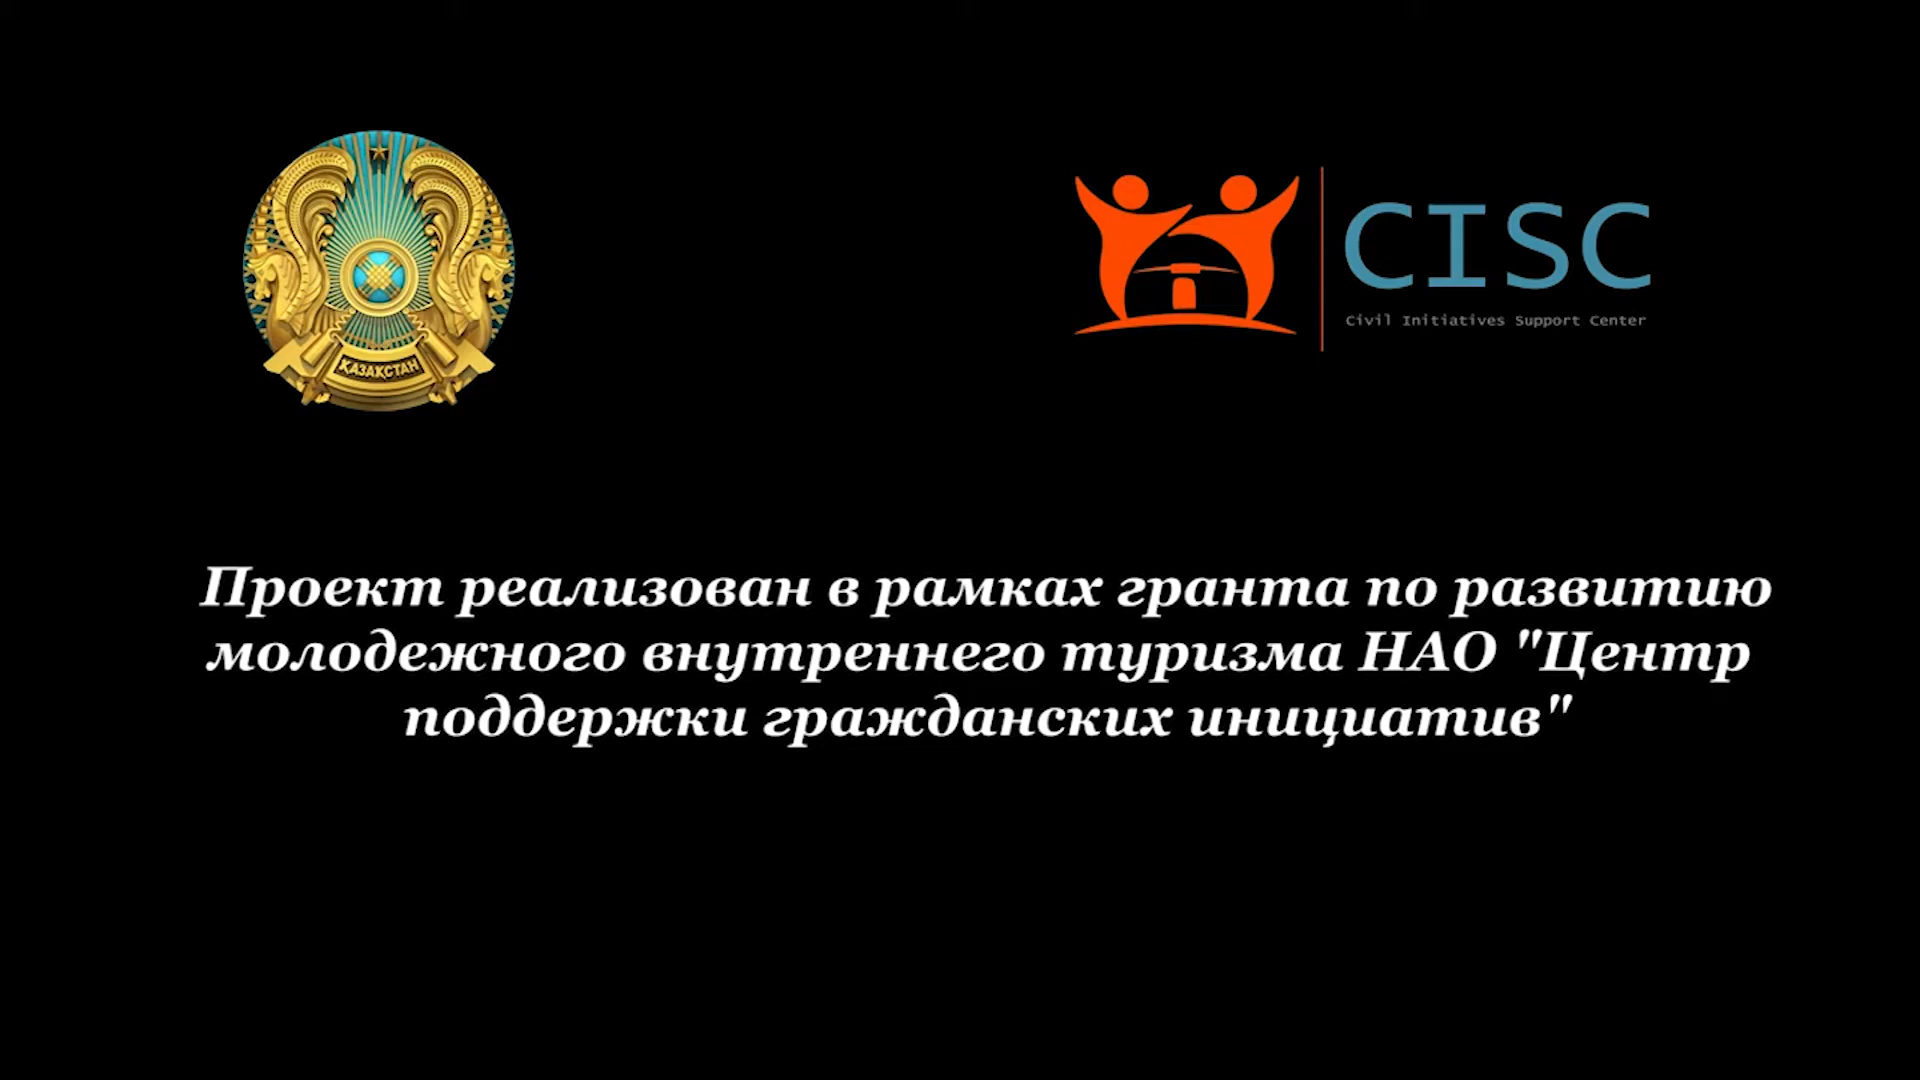 ҚАЗАҚСТАН
CISC
Civil Initiatives Support Center
Проект реализован в рамках гранта по развитию
молодежного внутреннего туризма НАО "Центр
поддержки гражданских инициатив"